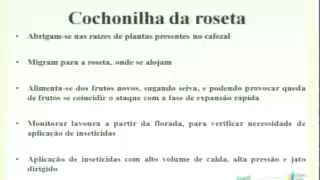 Cochonilha da roseta
• Abrigam-se nas raízes de plantas presentes no cafezal
• Migram para a roseta, onde se alojam
• Alimenta-se dos frutos novos, sugando seiva, e podendo provocar queda
de frutos se coincidir o ataque com a fase de expansão rápida
• Monitorar lavoura a partir da florada, para verificar necessidade de
aplicação de inseticidas
• Aplicação de inseticidas com alto volume de calda, alta pressão e jato
dirigido